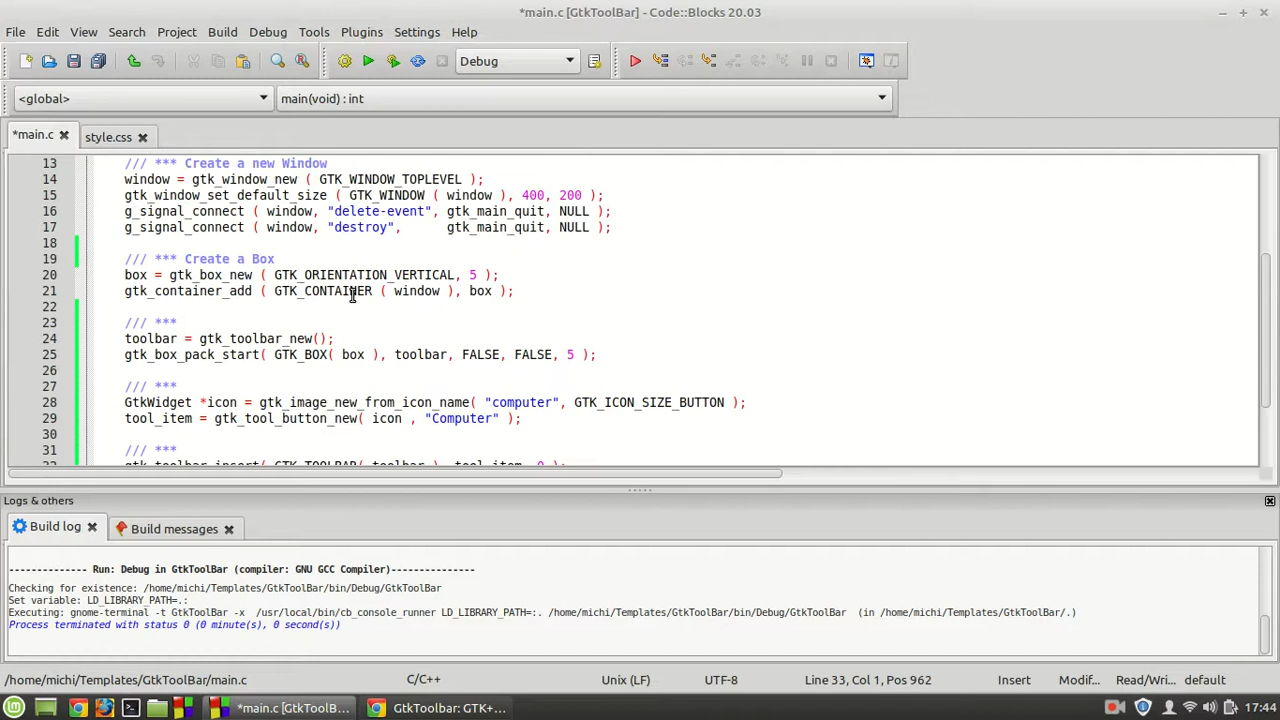 *main.c [GtkToolBar] - Code::Blocks 20.03
File Edit View Search Project Build Debug Tools Plugins Settings Help
Debug
<global> main(void) : int
*main.c style.css
13 /// *** Create a new Window
14 window = gtk_window_new ( GTK_WINDOW_TOPLEVEL );
15 gtk_window_set_default_size ( GTK_WINDOW ( window ), 400, 200 );
16 g_signal_connect ( window, "delete-event", gtk_main_quit, NULL );
17 g_signal_connect ( window, "destroy",      gtk_main_quit, NULL );
18
19 /// *** Create a Box
20 box = gtk_box_new ( GTK_ORIENTATION_VERTICAL, 5 );
21 gtk_container_add ( GTK_CONTAINER ( window ), box );
22
23 /// ***
24 toolbar = gtk_toolbar_new();
25 gtk_box_pack_start( GTK_BOX( box ), toolbar, FALSE, FALSE, 5 );
26
27 /// ***
28 GtkWidget *icon = gtk_image_new_from_icon_name( "computer", GTK_ICON_SIZE_BUTTON );
29 tool_item = gtk_tool_button_new( icon , "Computer" );
30
31 /// ***
32 gtk_toolbar_insert( GTK_TOOLBAR( toolbar ), tool_item, 0 );
Logs & others
Build log Build messages
-------------- Run: Debug in GtkToolBar (compiler: GNU GCC Compiler)---------------
Checking for existence: /home/michi/Templates/GtkToolBar/bin/Debug/GtkToolBar
Set variable: LD_LIBRARY_PATH=.:
Executing: gnome-terminal -t GtkToolBar -x  /usr/local/bin/cb_console_runner LD_LIBRARY_PATH=:. /home/michi/Templates/GtkToolBar/bin/Debug/GtkToolBar  (in /home/michi/Templates/GtkToolBar/.)
Process terminated with status 0 (0 minute(s), 0 second(s))
/home/michi/Templates/GtkToolBar/main.c C/C++ Unix (LF) UTF-8 Line 33, Col 1, Pos 962 Insert Modif... Read/Wri... default
*main.c [GtkToolB... GtkToolbar: GTK+... 17:44